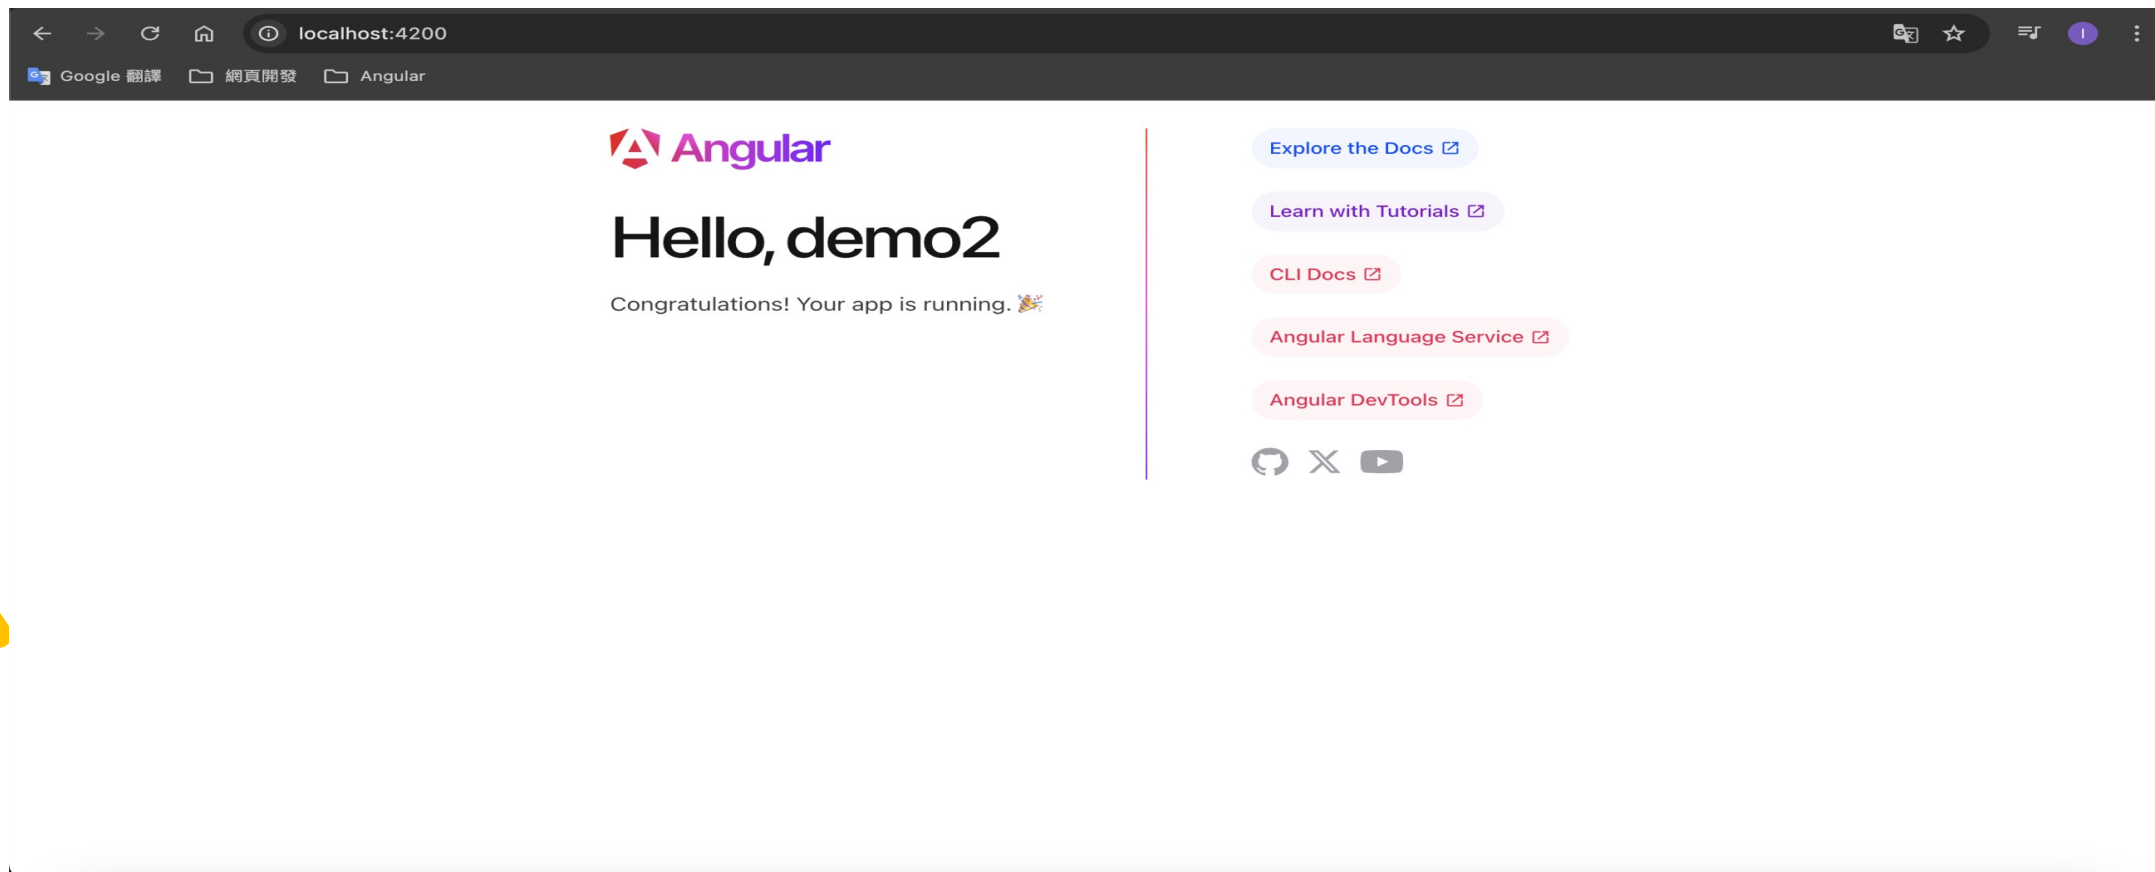 localhost:4200
Google 翻譯 網頁開發 Angular
Angular
Hello, demo2
Congratulations! Your app is running. 🎉
Explore the Docs
Learn with Tutorials
CLI Docs
Angular Language Service
Angular DevTools